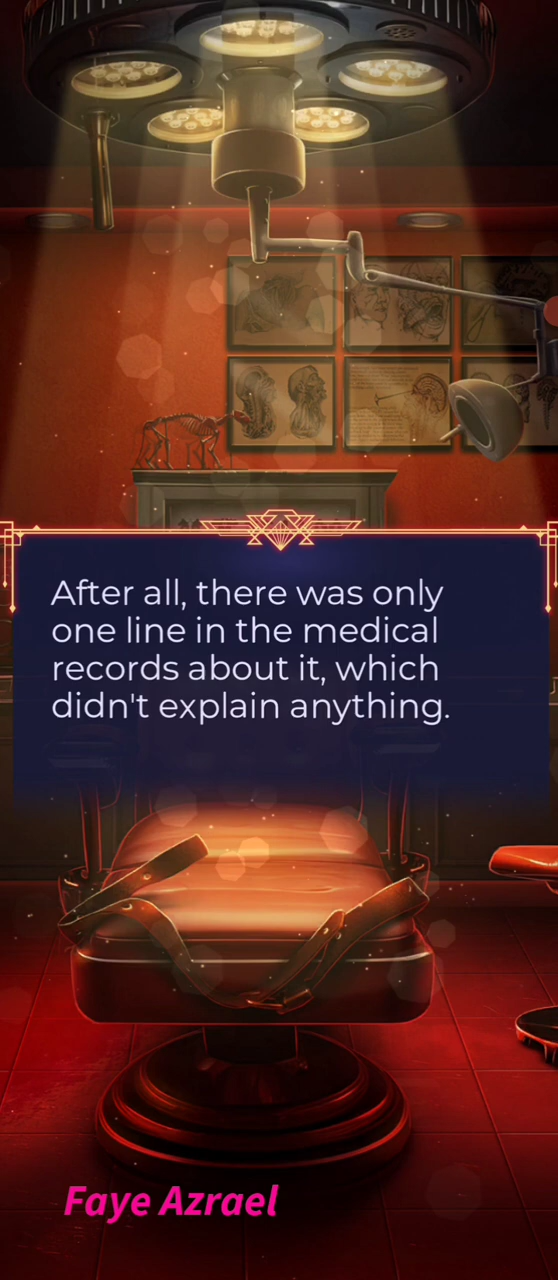 After all, there was only
one line in the medical
records about it, which
didn't explain anything.
Faye Azrael